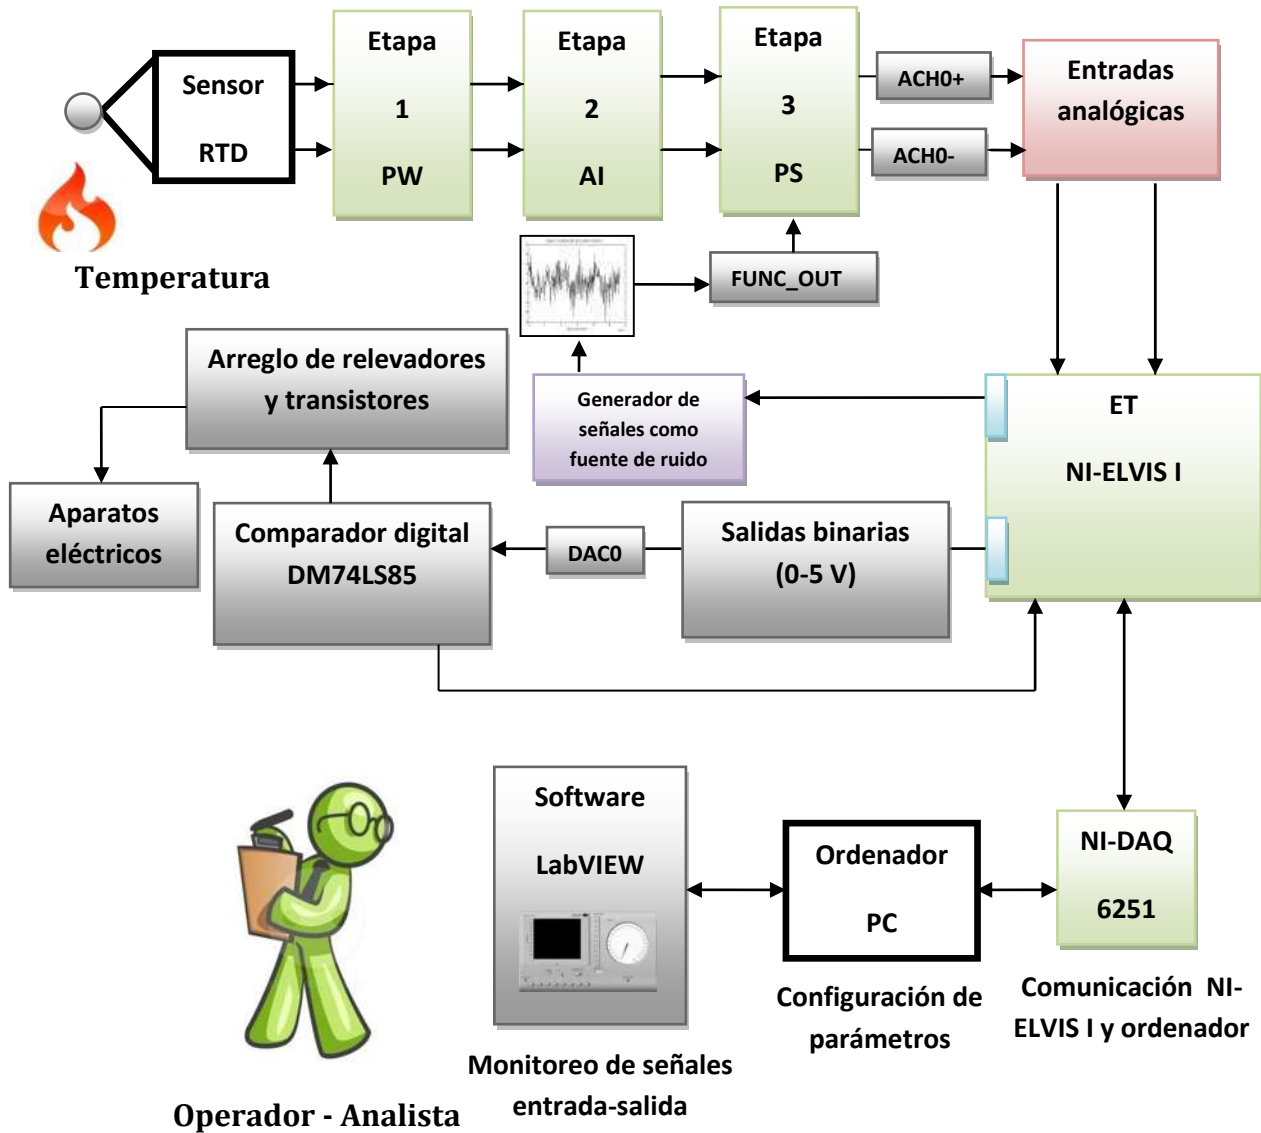 Sensor
RTD
Etapa
1
PW
Etapa
2
AI
Etapa
3
PS
ACH0+
ACH0-
Entradas
analógicas
Temperatura
FUNC_OUT
Arreglo de relevadores
y transistores
Generador de
señales como
fuente de ruido
ET
NI-ELVIS I
Aparatos
eléctricos
Comparador digital
DM74LS85
DAC0
Salidas binarias
(0-5 V)
Software
LabVIEW
Ordenador
PC
NI-DAQ
6251
Configuración de
parámetros
Comunicación NI-
ELVIS I y ordenador
Monitoreo de señales
entrada-salida
Operador - Analista